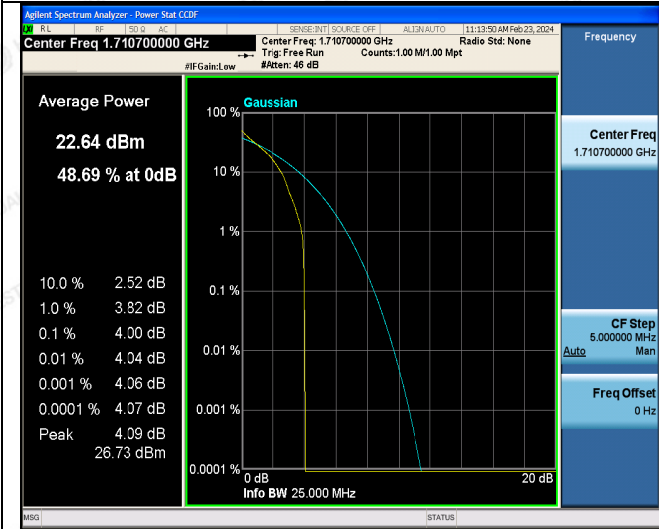 Agilent Spectrum Analyzer - Power Stat CCDF
RL RF 50 Ω AC SENSE:INT SOURCE OFF ALIGN AUTO 11:13:50 AM Feb 23, 2024
Center Freq 1.710700000 GHz
Center Freq: 1.710700000 GHz Radio Std: None
Trig: Free Run Counts:1.00 M/1.00 Mpt
#IFGain:Low #Atten: 46 dB
Frequency
Average Power
22.64 dBm
48.69 % at 0dB
10.0 % 2.52 dB
1.0 % 3.82 dB
0.1 % 4.00 dB
0.01 % 4.04 dB
0.001 % 4.06 dB
0.0001 % 4.07 dB
Peak 4.09 dB
26.73 dBm
Gaussian
100 %
10 %
1 %
0.1 %
0.01 %
0.001 %
0.0001 %
0 dB 20 dB
Info BW 25.000 MHz
Center Freq
1.710700000 GHz
CF Step
5.000000 MHz
Auto Man
Freq Offset
0 Hz
MSG STATUS